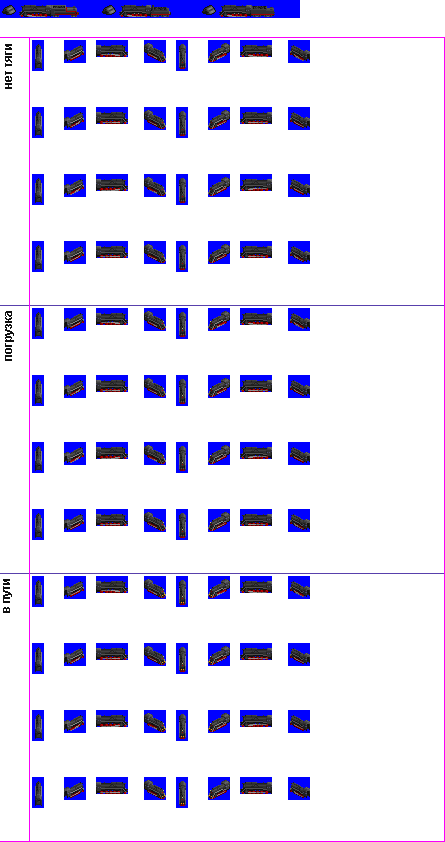 нет тяги
погрузка
в пути